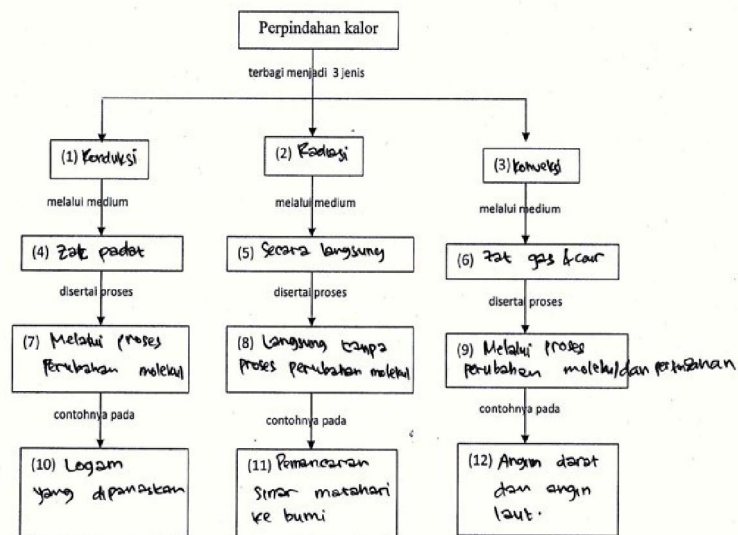 Perpindahan kalor
terbagi menjadi 3 jenis
(1) Konduksi
(2) Radiasi
(3) Konveksi
melalui medium
melalui medium
melalui medium
(4) Zat padat
(5) Secara langsung
(6) Zat gas & cair
disertai proses
disertai proses
disertai proses
(7) Melalui proses
perubahan molekul
(8) Langsung tanpa
proses perubahan molekul
(9) Melalui proses
perubahan molekul dan
contohnya pada
contohnya pada
contohnya pada
(10) Logam
yang dipanaskan
(11) Pemancaran
sinar matahari
ke bumi
(12) Angin darat
dan angin
laut.